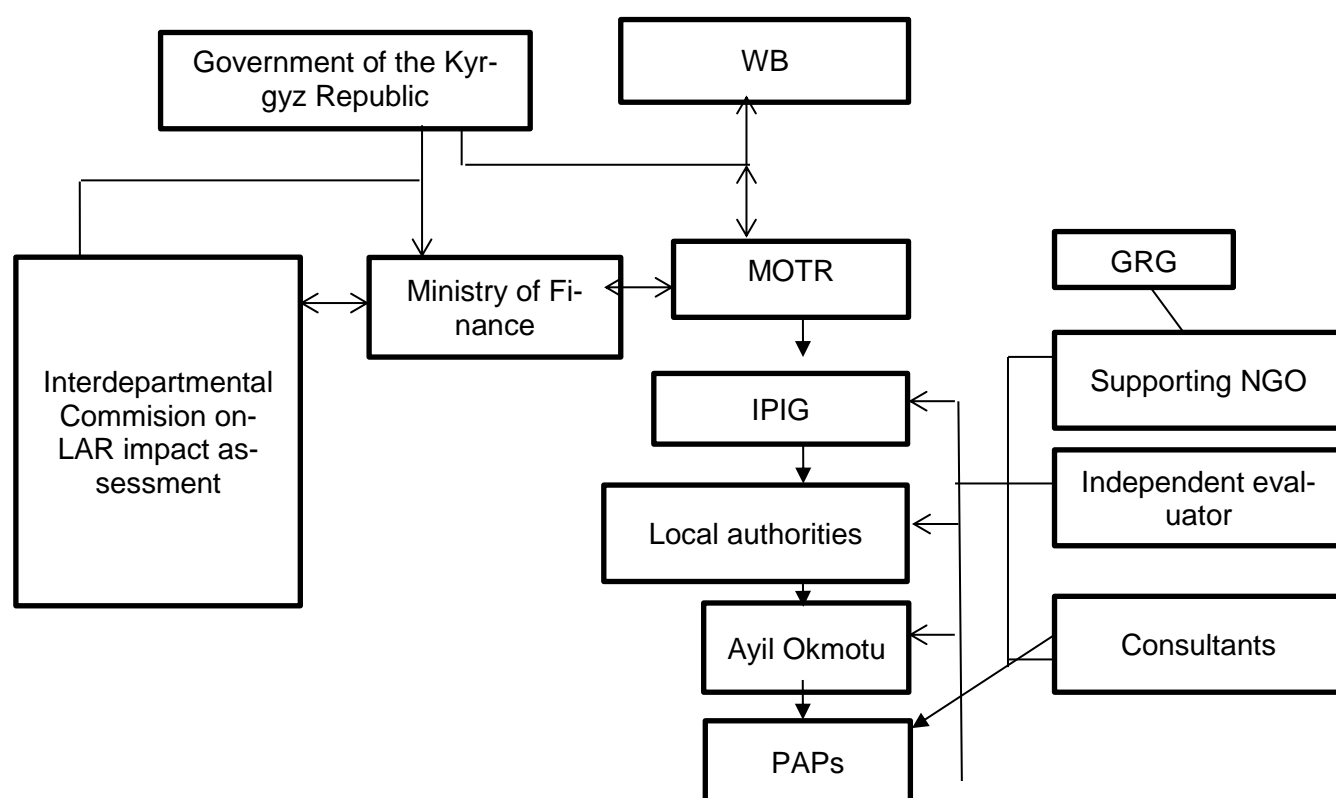 Government of the Kyr-
gyz Republic
WB
Ministry of Fi-
nance
MOTR
GRG
Interdepartmental
Commision on-
LAR impact as-
sessment
IPIG
Supporting NGO
Local authorities
Independent eval-
uator
Ayil Okmotu
Consultants
PAPs